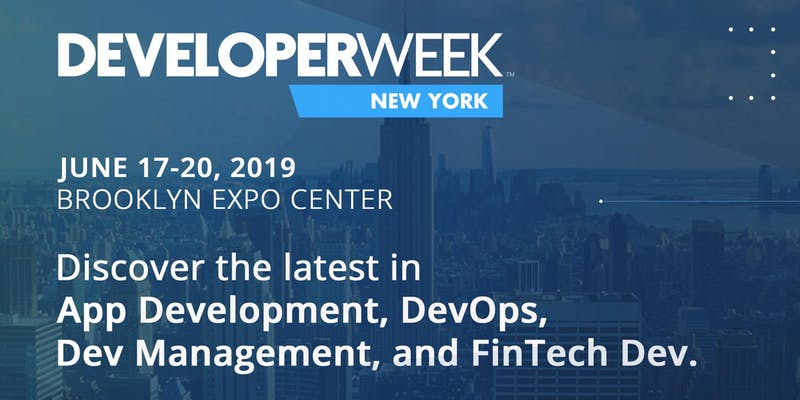 DEVELOPERWEEK™
NEW YORK
JUNE 17-20, 2019
BROOKLYN EXPO CENTER
Discover the latest in
App Development, DevOps,
Dev Management, and FinTech Dev.